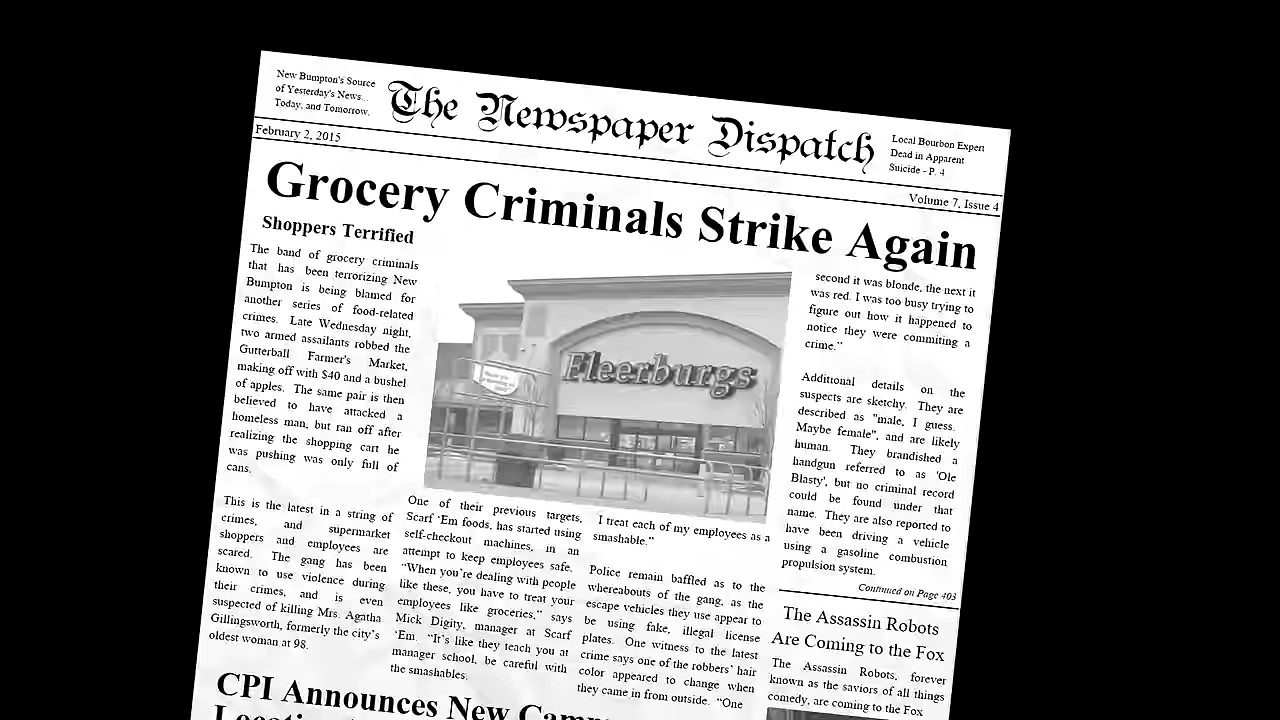 New Bumpton's Source
of Yesterday's News...
Today, and Tomorrow.
The Newspaper Dispatch
Local Bourbon Expert
Dead in Apparent
Suicide - P. 4
February 2, 2015
Volume 7, Issue 4
Grocery Criminals Strike Again
Shoppers Terrified
The band of grocery criminals
that has been terrorizing New
Bumpton is being blamed for
another series of food-related
crimes. Late Wednesday night,
two armed assailants robbed the
Gutterball Farmer's Market,
making off with $40 and a bushel
of apples. The same pair is then
believed to have attacked a
homeless man, but ran off after
realizing the shopping cart he
was pushing was only full of
cans.
This is the latest in a string of
crimes, and supermarket
shoppers and employees are
scared. The gang has been
known to use violence during
their crimes, and is even
suspected of killing Mrs. Agatha
Gillingsworth, formerly the city's
oldest woman at 98.
Fleerburgs
One of their previous targets,
Scarf 'Em foods, has started using
self-checkout machines, in an
attempt to keep employees safe.
"When you're dealing with people
like these, you have to treat your
employees like groceries," says
Mick Digity, manager at Scarf
'Em. "It's like they teach you at
manager school, be careful with
the smashables.
I treat each of my employees as a
smashable."
Police remain baffled as to the
whereabouts of the gang, as the
escape vehicles they use appear to
be using fake, illegal license
plates. One witness to the latest
crime says one of the robbers' hair
color appeared to change when
they came in from outside. "One
second it was blonde, the next it
was red. I was too busy trying to
figure out how it happened to
notice they were commiting a
crime."
Additional details on the
suspects are sketchy. They are
described as "male, I guess.
Maybe female", and are likely
human. They brandished a
handgun referred to as 'Ole
Blasty', but no criminal record
could be found under that
name. They are also reported to
have been driving a vehicle
using a gasoline combustion
propulsion system.
Continued on Page 403
The Assassin Robots
Are Coming to the Fox
The Assassin Robots, forever
known as the saviors of all things
comedy, are coming to the Fox
CPI Announces New